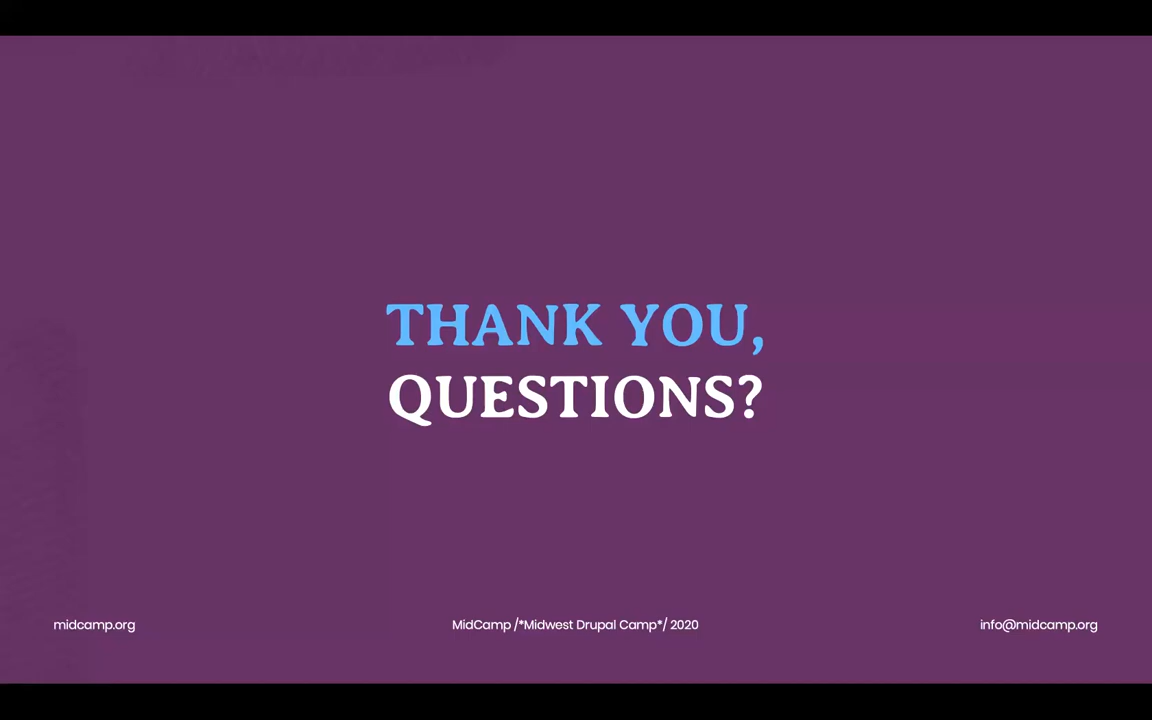 THANK YOU,
QUESTIONS?
midcamp.org
MidCamp /*Midwest Drupal Camp*/ 2020
info@midcamp.org